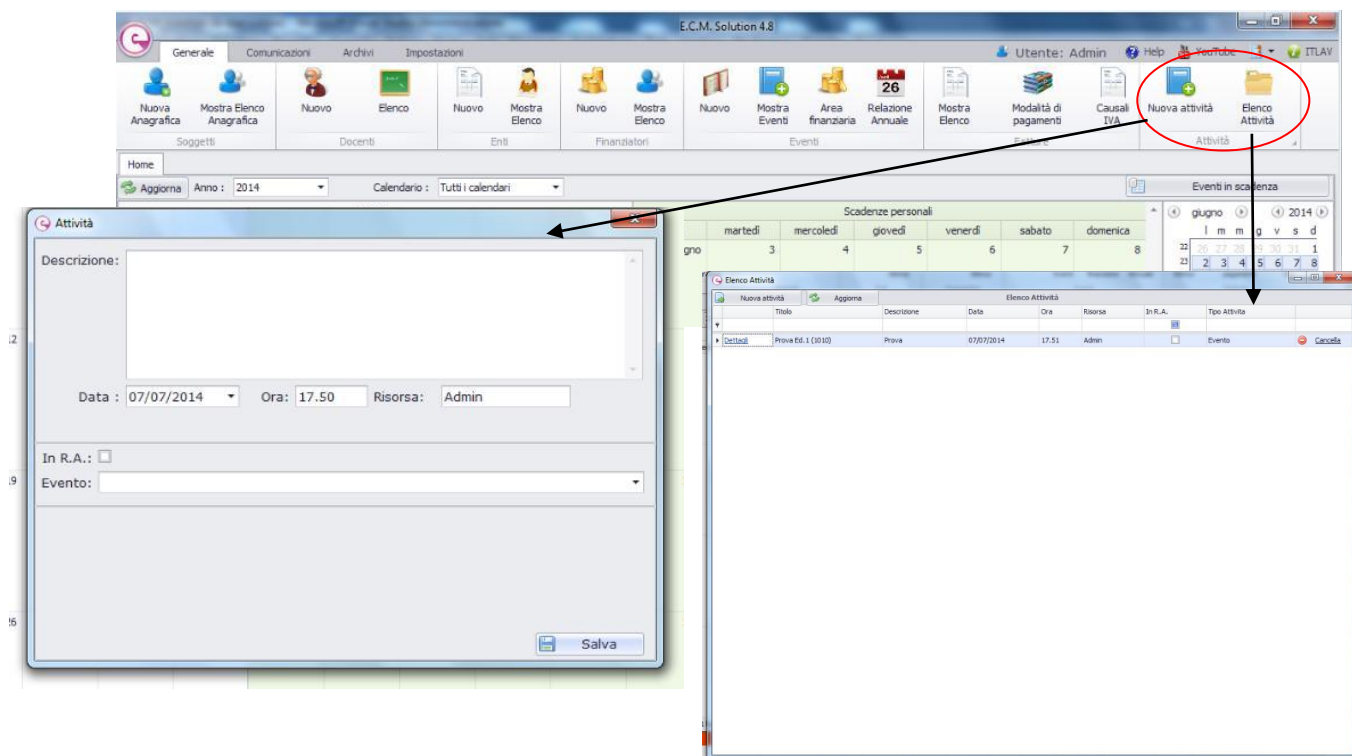 E.C.M. Solution 4.8
Generale Comunicazioni Archivi Impostazioni Utente: Admin Help YouTube ITLAV
Nuova Anagrafica Mostra Elenco Anagrafica Nuovo Elenco Nuovo Mostra Elenco Nuovo Mostra Elenco Nuovo Mostra Eventi Area finanziaria 26 Relazione Annuale Mostra Elenco Modalità di pagamenti Causali IVA Nuova attività Elenco Attività
Soggetti Docenti Enti Finanziatori Eventi Attività
Home
Aggiorna Anno : 2014 Calendario : Tutti i calendari Eventi in scadenza
Scadenze personali giugno 2014
martedì mercoledì giovedì venerdì sabato domenica l m m g v s d
gno 3 4 5 6 7 8 22 26 27 28 29 30 31 1
23 2 3 4 5 6 7 8
Attività
Descrizione:
Data : 07/07/2014 Ora: 17.50 Risorsa: Admin
In R.A.:
Evento:
Salva
12
19
26
Elenco Attività
Nuova attività Aggiorna Elenco Attività
Titolo Descrizione Data Ora Risorsa In R.A. Tipo Attivita
Dettagli Prova Ed. 1 (1010) Prova 07/07/2014 17.51 Admin Evento Cancella